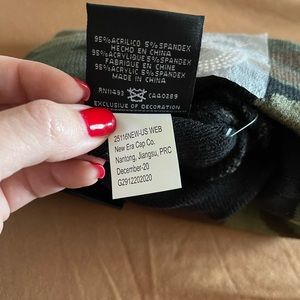 95% ACRILICO 5% SPANDEX
HECHO EN CHINA
95% ACRYLIQUE 5% SPANDEX
FABRIQUE EN CHINE
95% ACRYLIC 5% SPANDEX
MADE IN CHINA
RN11493 CA40289
EXCLUSIVE OF DECORATION
25116NEW-US WEB
New Era Cap Co.
Nantong, Jiangsu, PRC
December-20
G2912202020